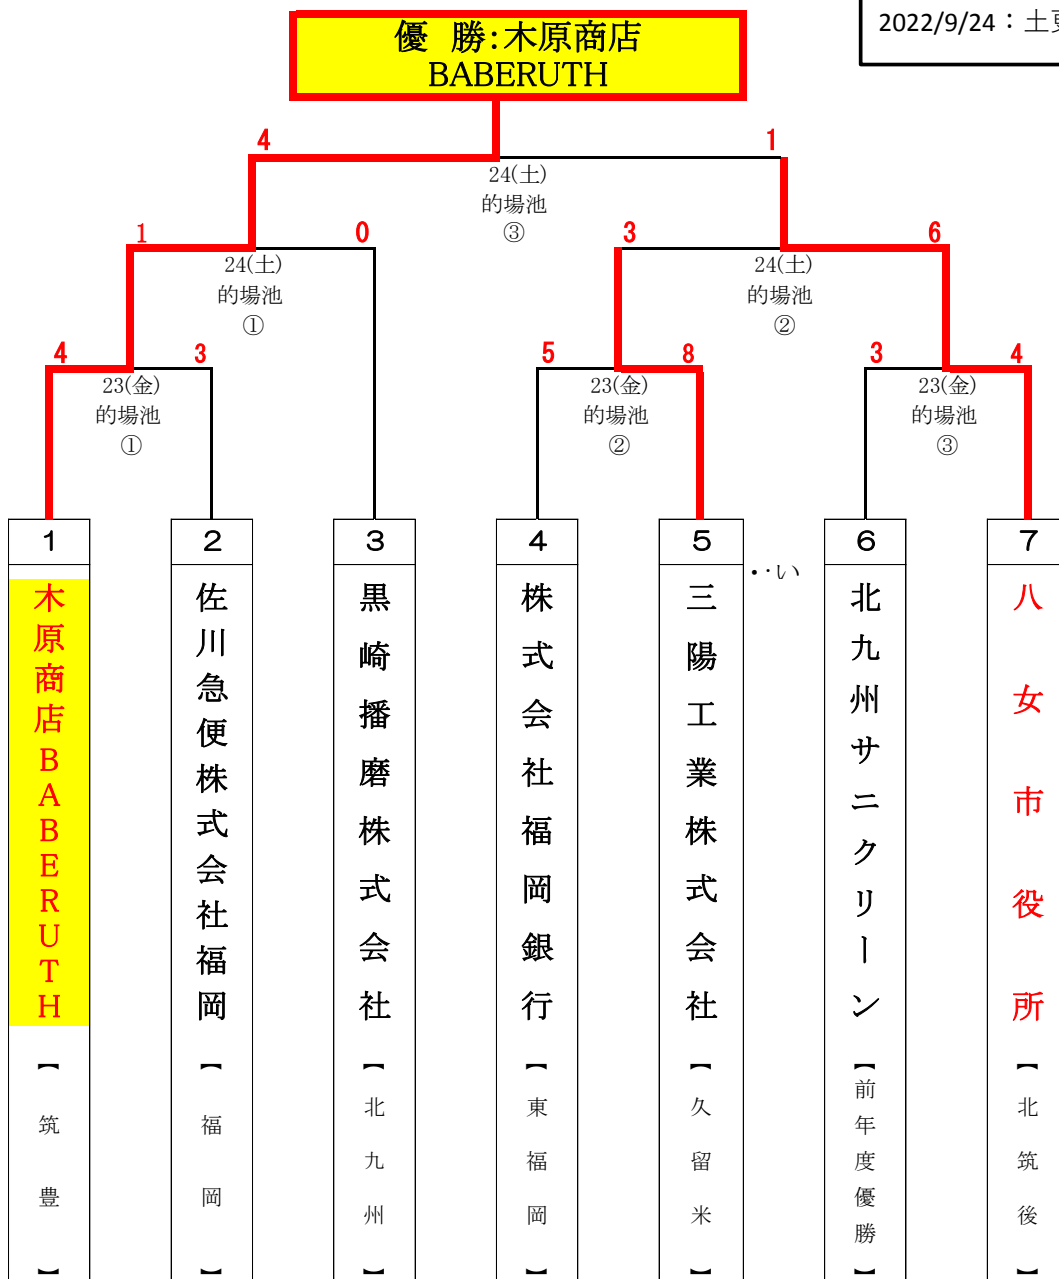 優 勝:木原商店
BABERUTH
2022/9/24：土
4
1
24(土)
的場池
③
1
0
24(土)
的場池
①
3
6
24(土)
的場池
②
4
3
23(金)
的場池
①
5
8
23(金)
的場池
②
3
4
23(金)
的場池
③
1
木原商店BABERUTH
【筑豊】
2
佐川急便株式会社福岡
【福岡】
3
黒崎播磨株式会社
【北九州】
4
株式会社福岡銀行
【東福岡】
5
三陽工業株式会社
【久留米】
・・い
6
北九州サニクリーン
【前年度優勝】
7
八女市役所
【北筑後】